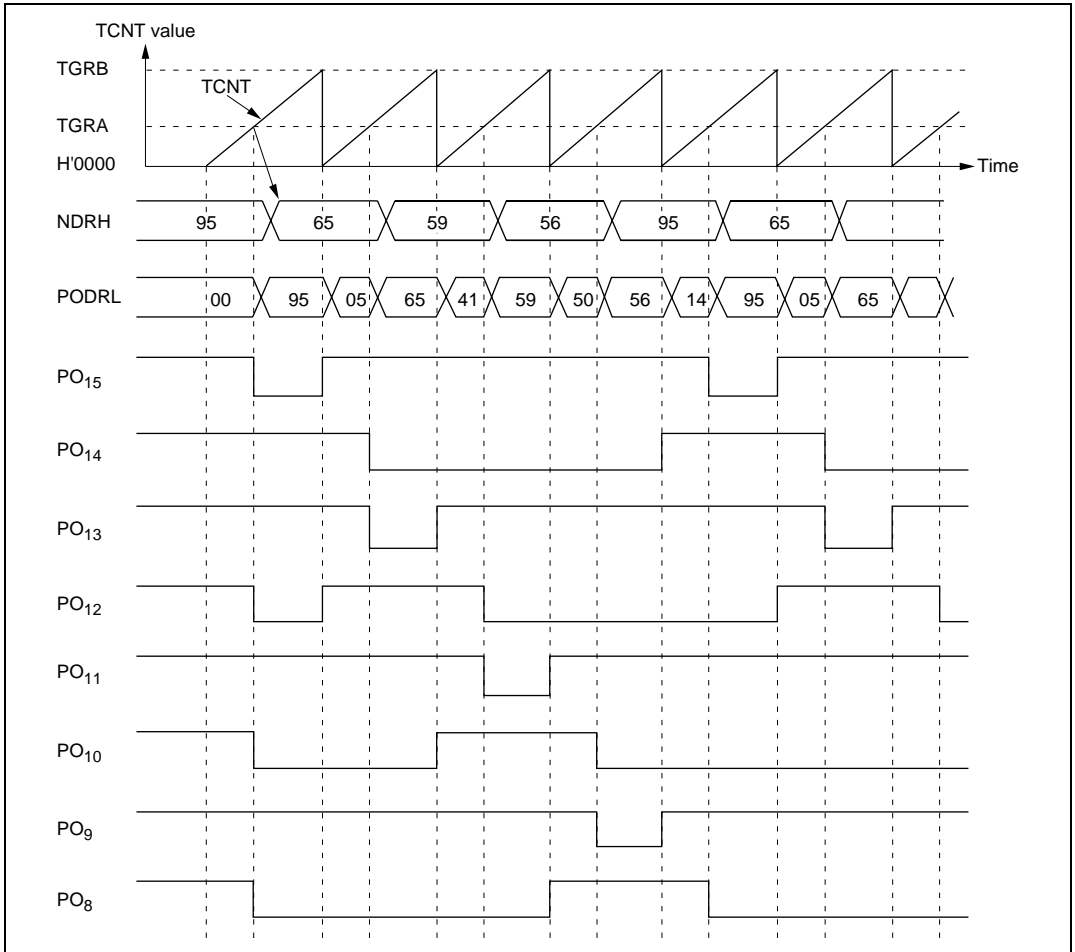 TCNT value
TGRB
TCNT
TGRA
H'0000
Time
NDRH 95 65 59 56 95 65
PODRL 00 95 05 65 41 59 50 56 14 95 05 65
PO15
PO14
PO13
PO12
PO11
PO10
PO9
PO8